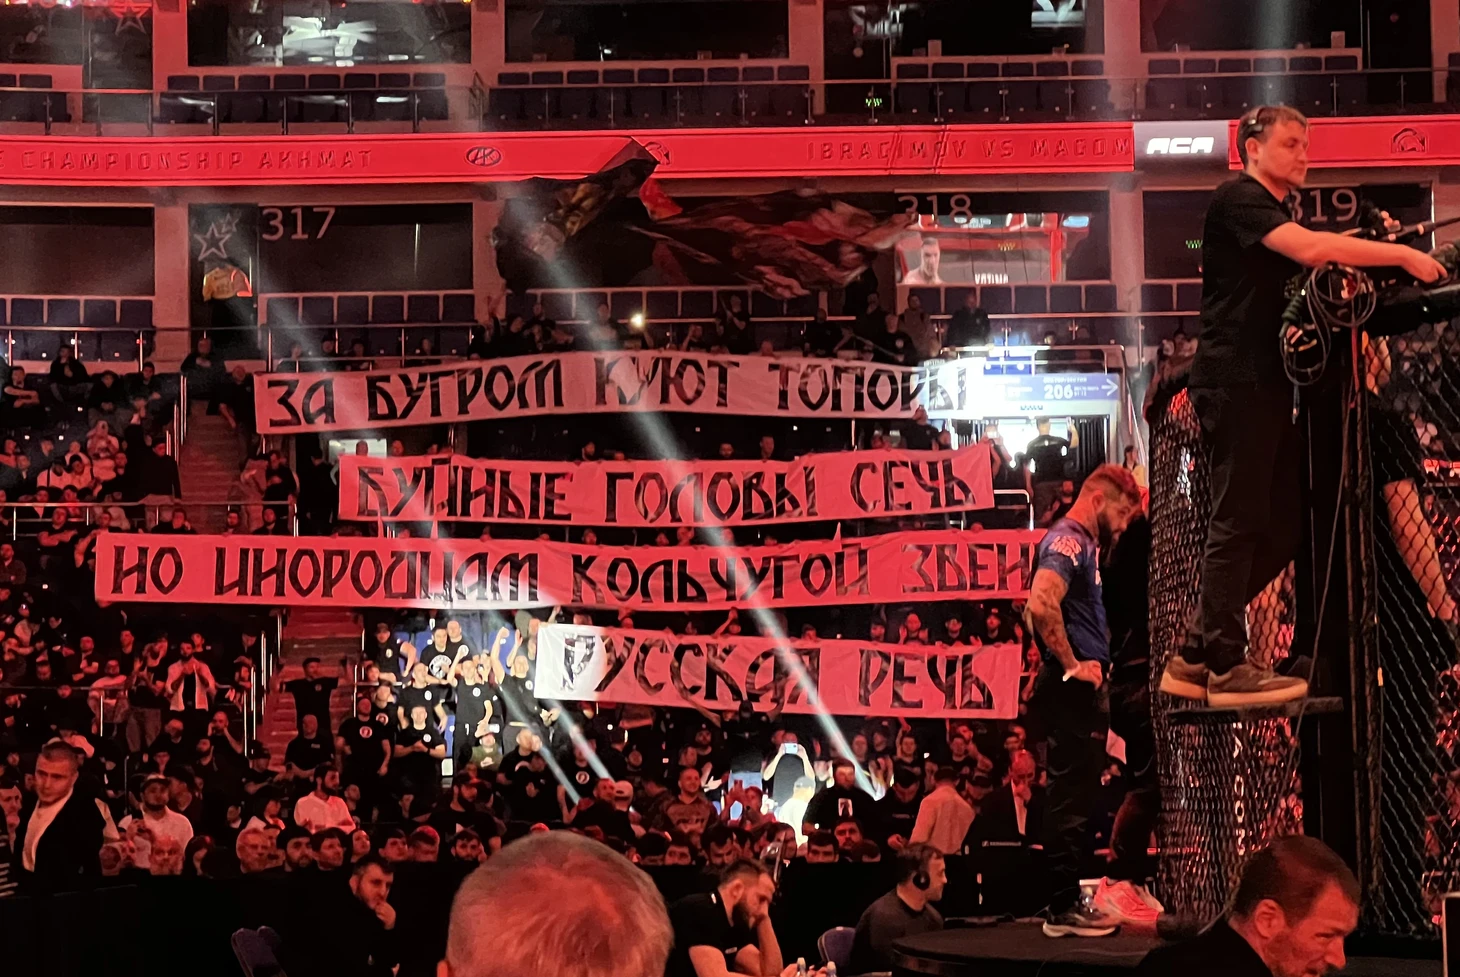 CHAMPIONSHIP AKHMAT
IBRAGIMOV VS MAGOM
ACA
317
318
319
206
ЗА БУГРОМ КУЮТ ТОПОРЫ
БУЙНЫЕ ГОЛОВЫ СЕЧЬ
НО ИНОРОДЦАМ КОЛЬЧУГОЙ ЗВЕН
РУССКАЯ РЕЧЬ